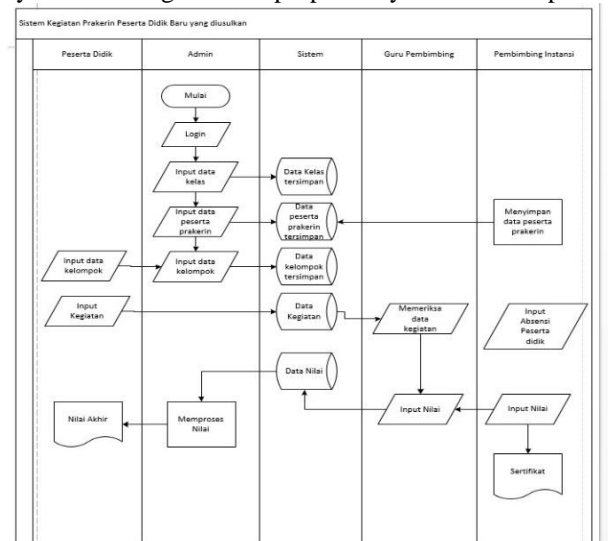 Sistem Kegiatan Prakerin Peserta Didik Baru yang diusulkan
Peserta Didik
Admin
Sistem
Guru Pembimbing
Pembimbing Instansi
Mulai
Login
Input data
kelas
Data Kelas
tersimpan
Input data
peserta
prakerin
Data
peserta
prakerin
tersimpan
Menyimpan
data peserta
prakerin
Input data
kelompok
Input data
kelompok
Data
kelompok
tersimpan
Input
Kegiatan
Data
Kegiatan
Memeriksa
data
kegiatan
Input
Absensi
Peserta
didik
Data Nilai
Nilai Akhir
Memproses
Nilai
Input Nilai
Input Nilai
Sertifikat